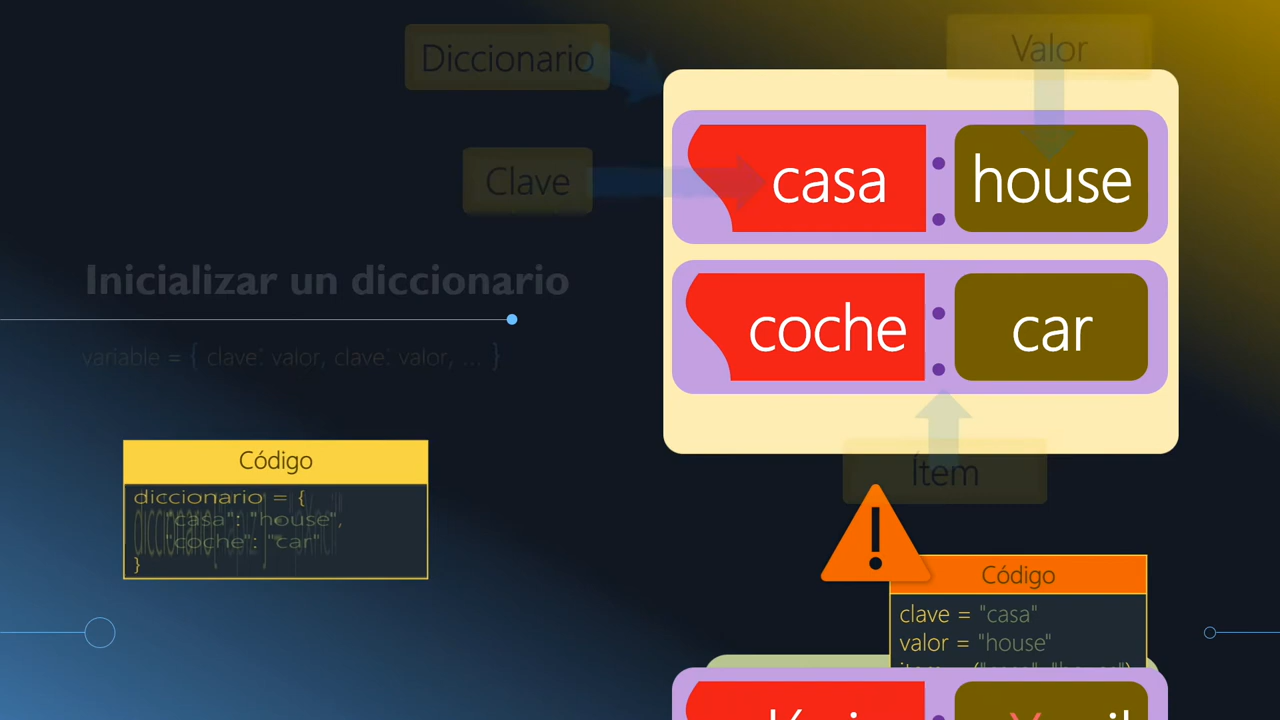 Diccionario
Valor
Clave
casa : house
coche : car
Ítem
Inicializar un diccionario
variable = { clave: valor, clave: valor, ... }
Código
diccionario = {
"casa": "house",
"coche": "car"
}
Código
clave = "casa"
valor = "house"